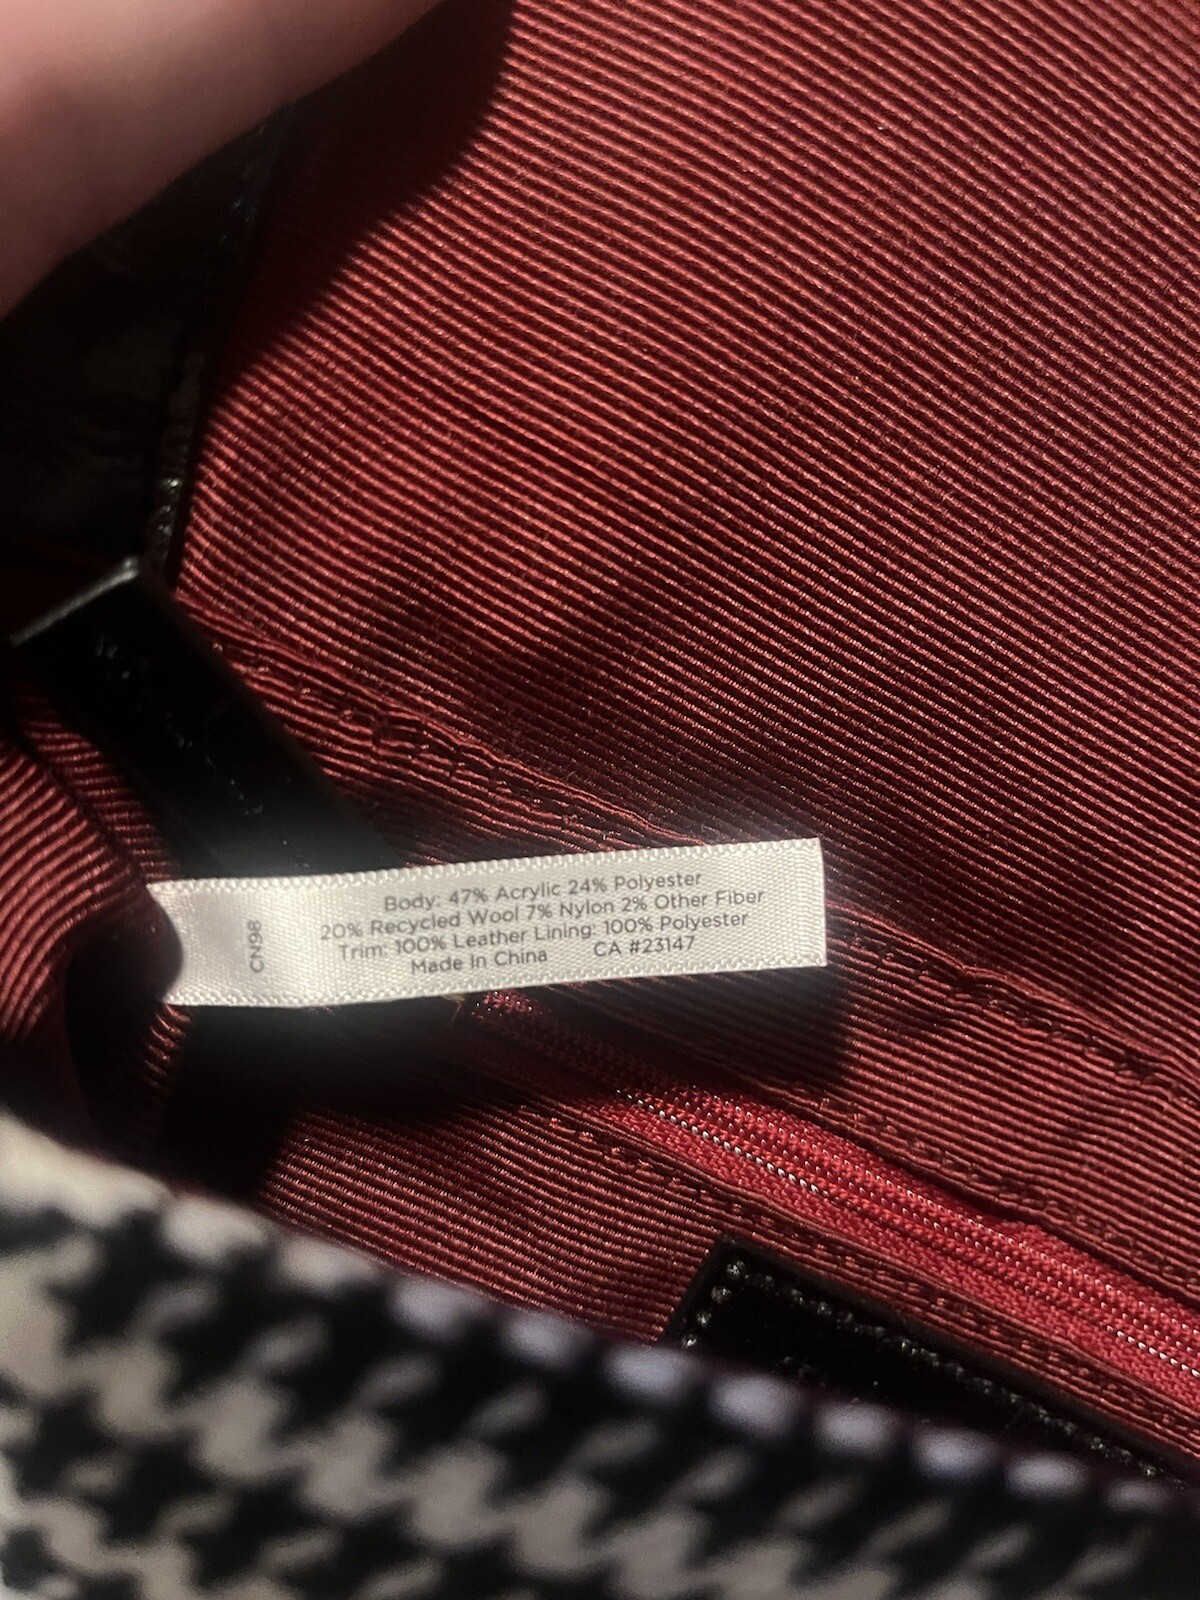 CN98
Body: 47% Acrylic 24% Polyester
20% Recycled Wool 7% Nylon 2% Other Fiber
Trim: 100% Leather Lining: 100% Polyester
Made In China CA #23147